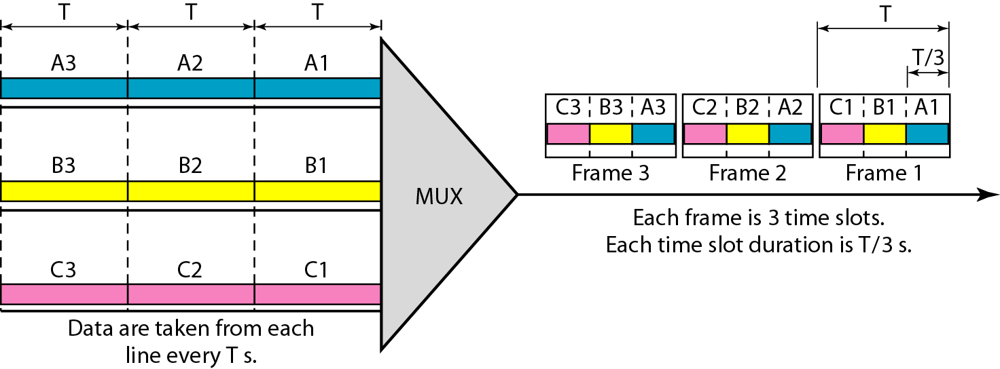 T T T
T
T/3
A3 A2 A1
C3 B3 A3 C2 B2 A2 C1 B1 A1
B3 B2 B1
Frame 3 Frame 2 Frame 1
MUX
Each frame is 3 time slots.
Each time slot duration is T/3 s.
C3 C2 C1
Data are taken from each
line every T s.